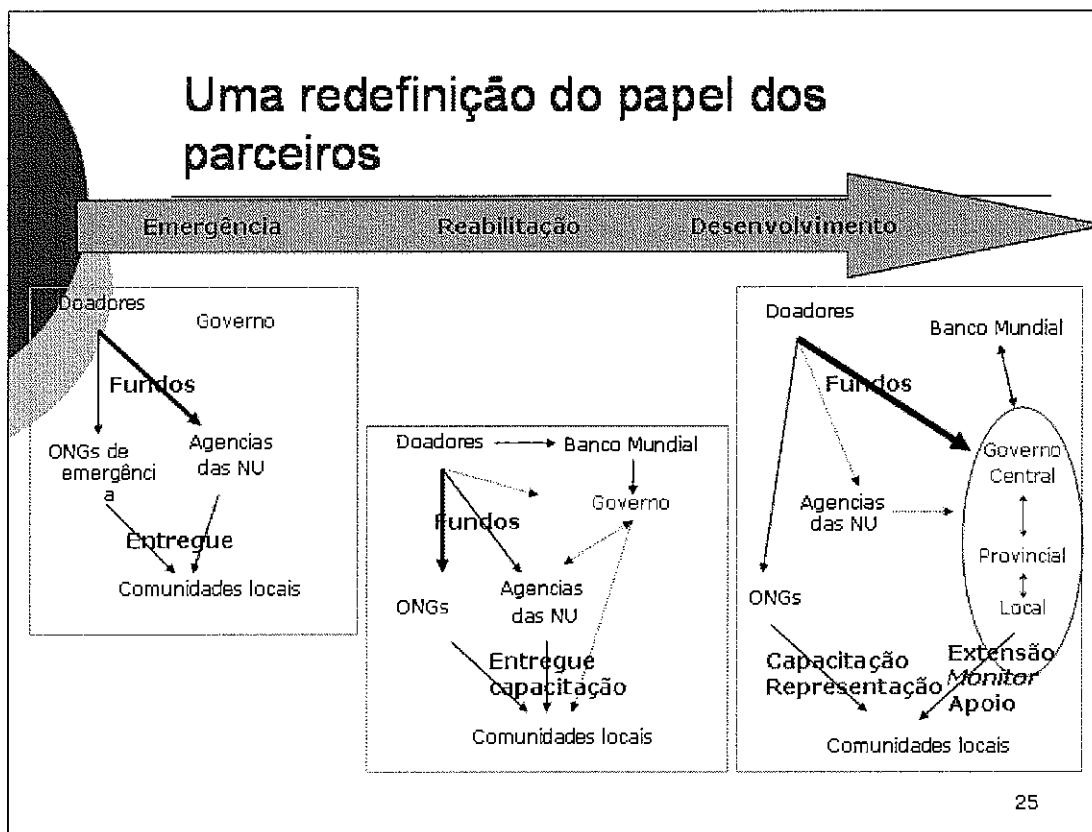 Uma redefinição do papel dos
parceiros
Emergência
Reabilitação
Desenvolvimento
Doadores
Governo
Fundos
ONGs de
emergênci
a
Agencias
das NU
Entregue
Comunidades locais
Doadores
Banco Mundial
Governo
Fundos
ONGs
Agencias
das NU
Entregue
capacitação
Comunidades locais
Doadores
Banco Mundial
Fundos
Governo
Central
Agencias
das NU
Provincial
Local
ONGs
Capacitação
Representação
Extensão
Monitor
Apoio
Comunidades locais
25